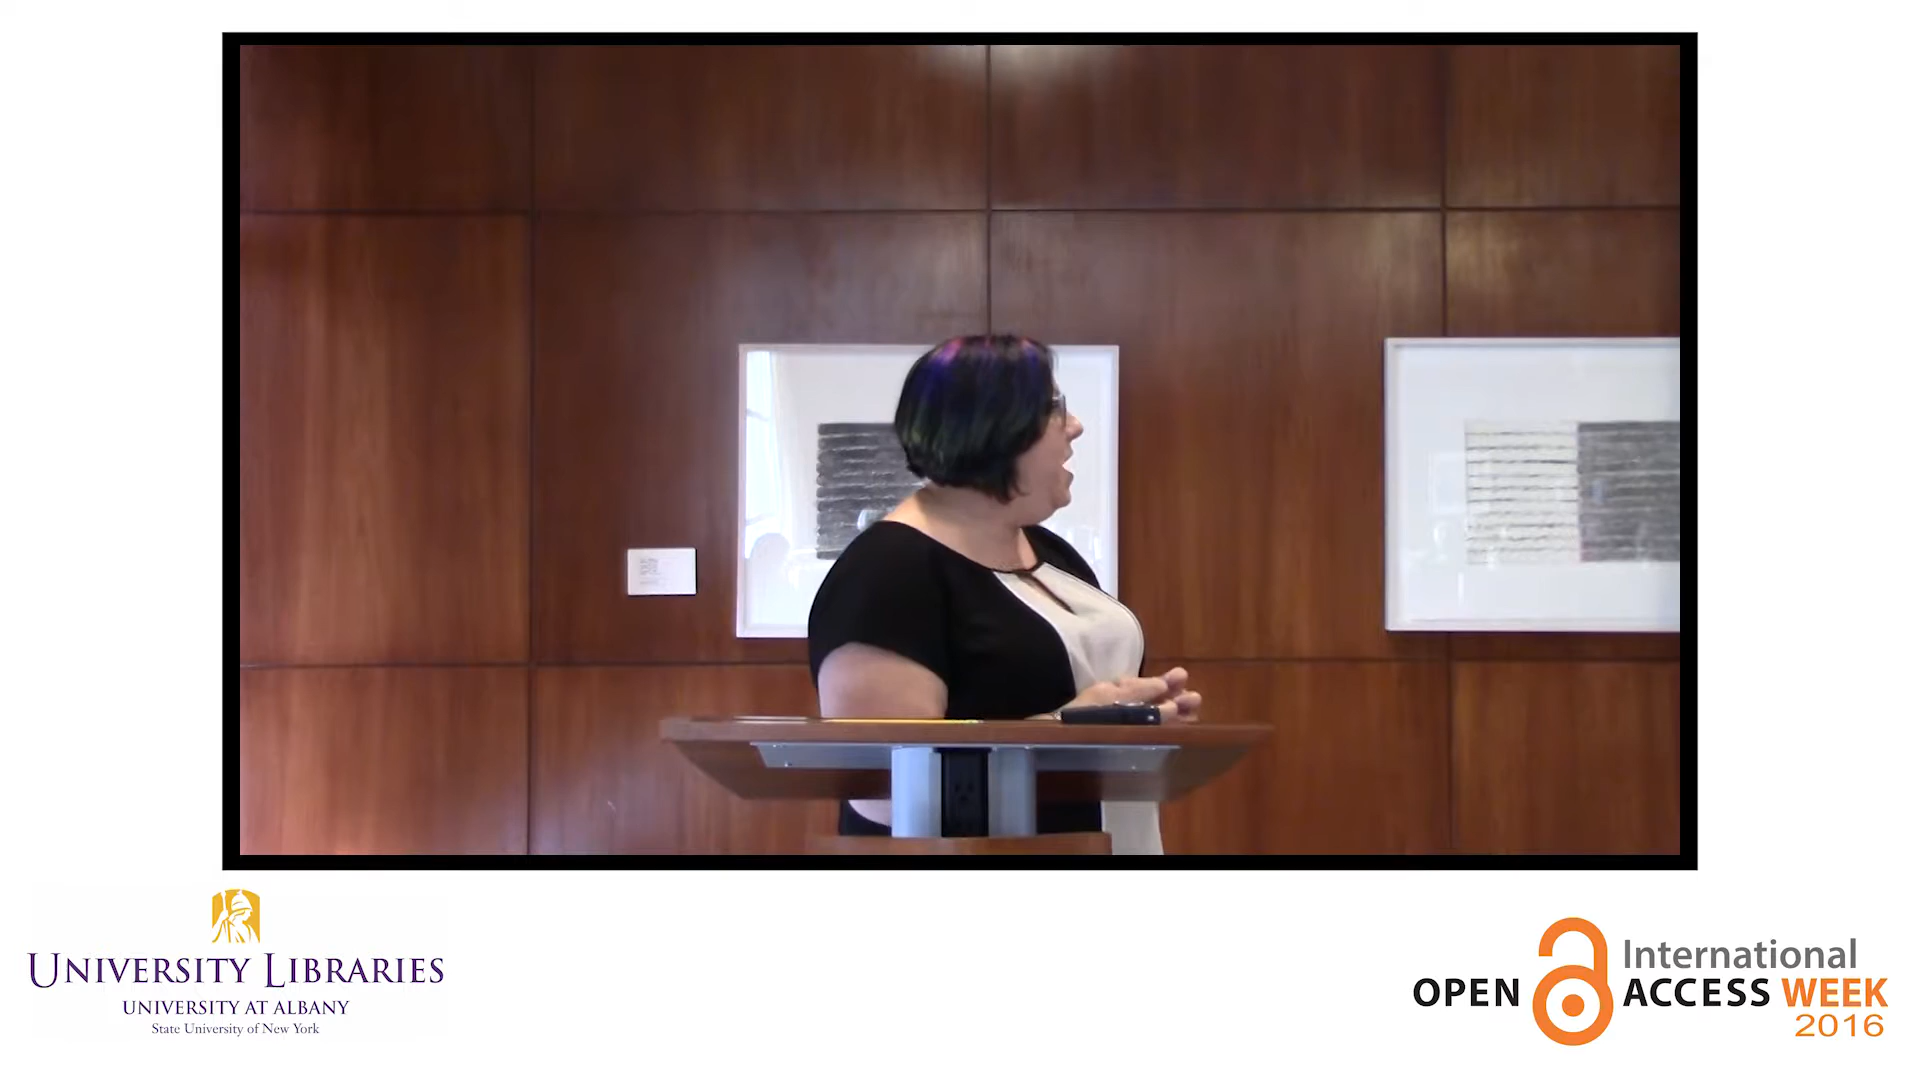 UNIVERSITY LIBRARIES
UNIVERSITY AT ALBANY
State University of New York
International
OPEN ACCESS WEEK
2016